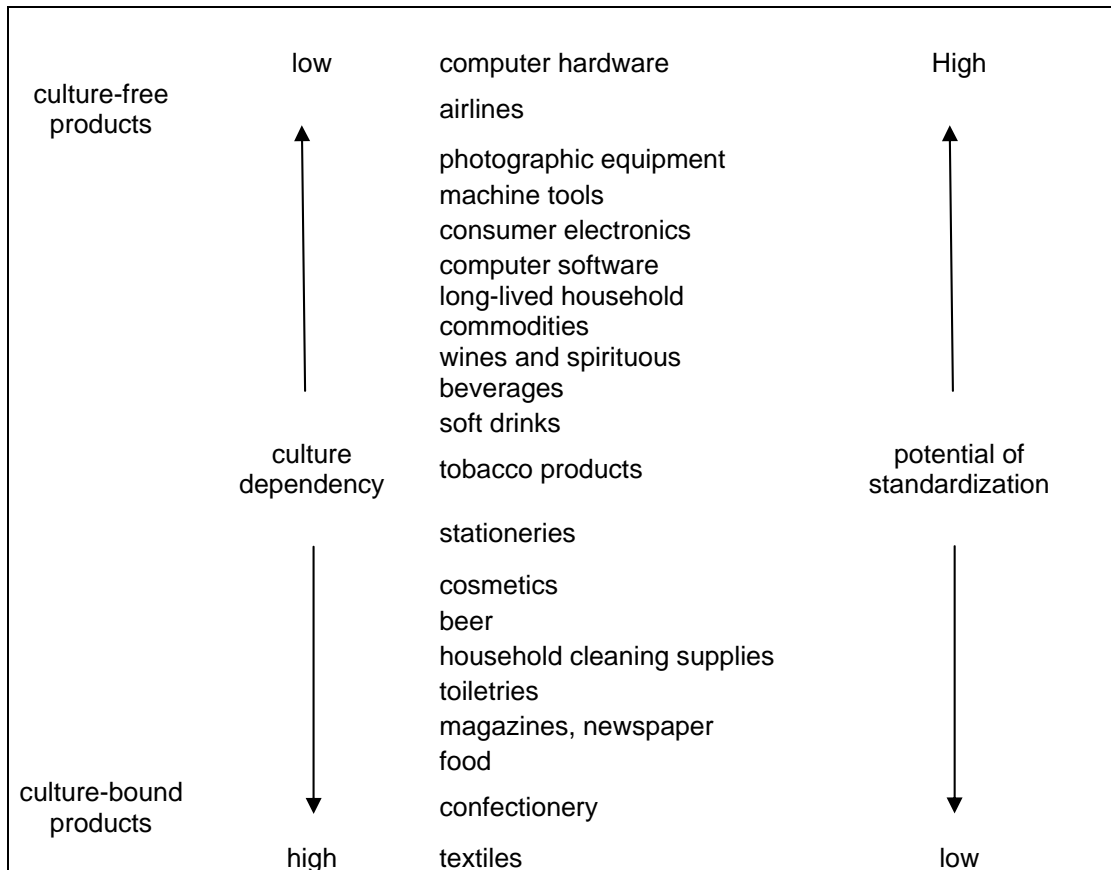 low computer hardware High
culture-free
products
airlines
photographic equipment
machine tools
consumer electronics
computer software
long-lived household
commodities
wines and spirituous
beverages
soft drinks
culture
dependency
tobacco products
potential of
standardization
stationeries
cosmetics
beer
household cleaning supplies
toiletries
magazines, newspaper
food
culture-bound
products
confectionery
high textiles low